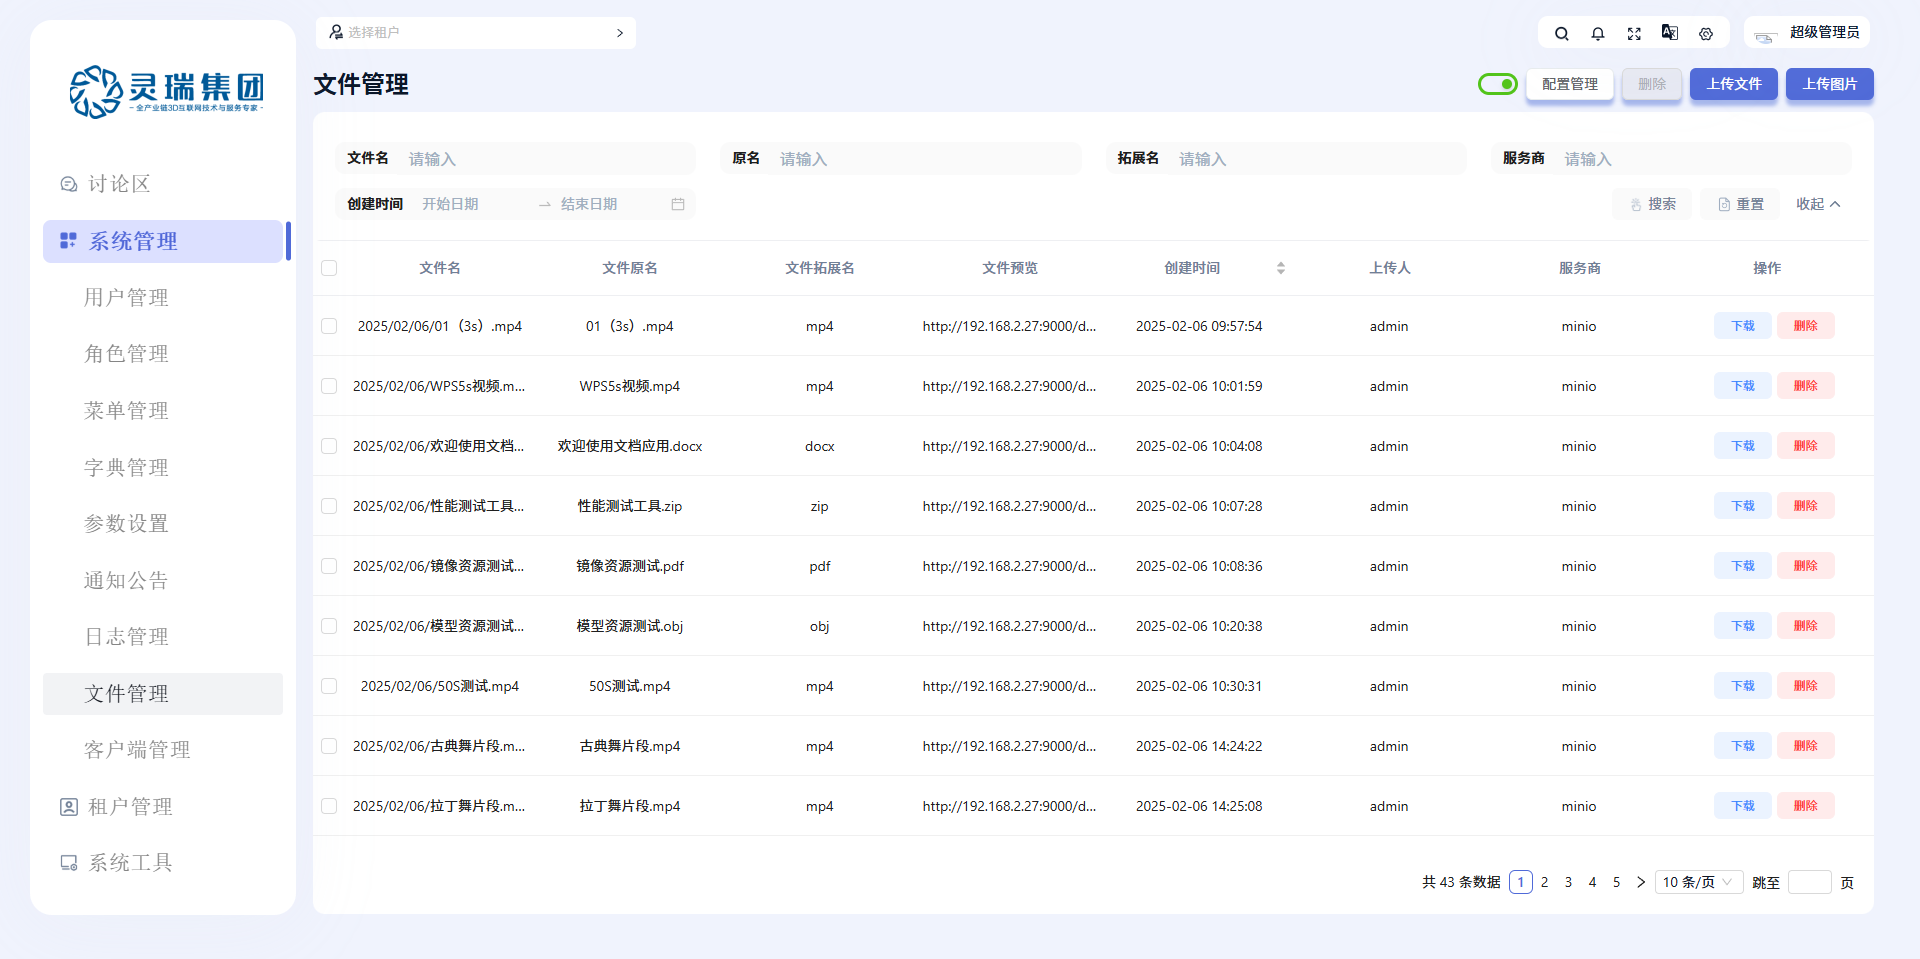 灵瑞集团
- 全产业链3D互联网技术与服务专家 -
讨论区
系统管理
用户管理
角色管理
菜单管理
字典管理
参数设置
通知公告
日志管理
文件管理
客户端管理
租户管理
系统工具
选择租户
超级管理员
文件管理
配置管理 删除 上传文件 上传图片
文件名 请输入 原名 请输入 拓展名 请输入 服务商 请输入
创建时间 开始日期 → 结束日期 搜索 重置 收起
文件名 文件原名 文件拓展名 文件预览 创建时间 上传人 服务商 操作
2025/02/06/01（3s）.mp4 01（3s）.mp4 mp4 http://192.168.2.27:9000/d... 2025-02-06 09:57:54 admin minio 下载 删除
2025/02/06/WPS5s视频.m... WPS5s视频.mp4 mp4 http://192.168.2.27:9000/d... 2025-02-06 10:01:59 admin minio 下载 删除
2025/02/06/欢迎使用文档... 欢迎使用文档应用.docx docx http://192.168.2.27:9000/d... 2025-02-06 10:04:08 admin minio 下载 删除
2025/02/06/性能测试工具... 性能测试工具.zip zip http://192.168.2.27:9000/d... 2025-02-06 10:07:28 admin minio 下载 删除
2025/02/06/镜像资源测试... 镜像资源测试.pdf pdf http://192.168.2.27:9000/d... 2025-02-06 10:08:36 admin minio 下载 删除
2025/02/06/模型资源测试... 模型资源测试.obj obj http://192.168.2.27:9000/d... 2025-02-06 10:20:38 admin minio 下载 删除
2025/02/06/50S测试.mp4 50S测试.mp4 mp4 http://192.168.2.27:9000/d... 2025-02-06 10:30:31 admin minio 下载 删除
2025/02/06/古典舞片段.m... 古典舞片段.mp4 mp4 http://192.168.2.27:9000/d... 2025-02-06 14:24:22 admin minio 下载 删除
2025/02/06/拉丁舞片段.m... 拉丁舞片段.mp4 mp4 http://192.168.2.27:9000/d... 2025-02-06 14:25:08 admin minio 下载 删除
共 43 条数据 1 2 3 4 5 10 条/页 跳至 页